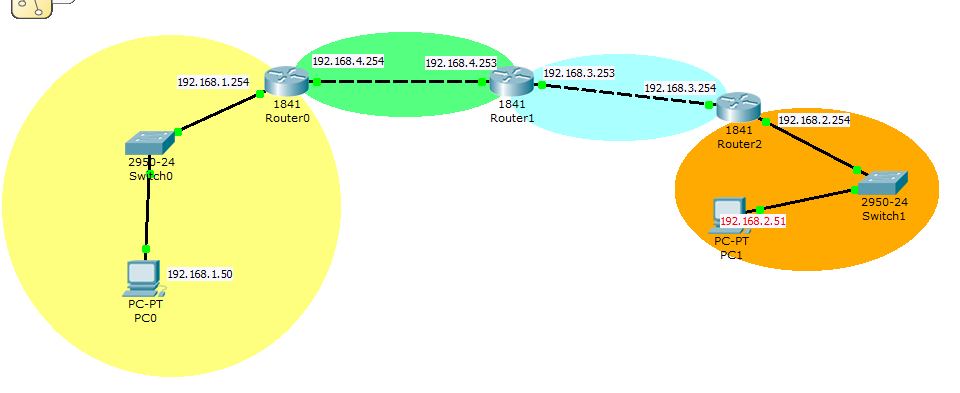 192.168.4.254
192.168.4.253
192.168.1.254
192.168.3.253
192.168.3.254
1841
Router0
1841
Router1
1841
Router2
192.168.2.254
2950-24
Switch0
2950-24
Switch1
192.168.2.51
PC-PT
PC1
192.168.1.50
PC-PT
PC0